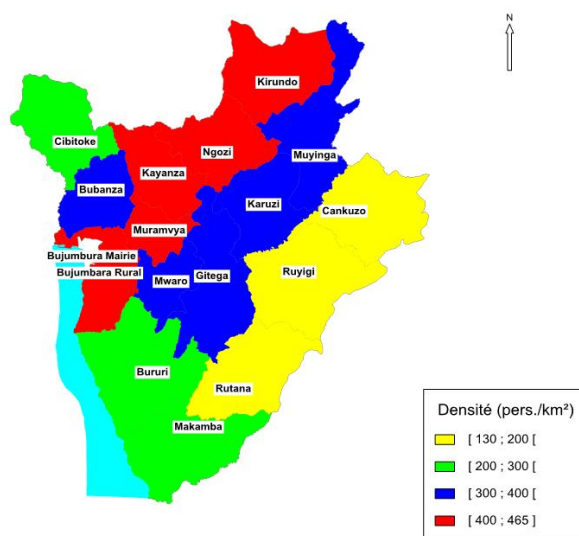 N
Kirundo
Cibitoke
Ngozi
Muyinga
Kayanza
Bubanza
Karuzi
Cankuzo
Muramvya
Bujumbura Mairie
Bujumbara Rural
Mwaro
Gitega
Ruyigi
Bururi
Rutana
Makamba
Densité (pers./km²)
[ 130 ; 200 [
[ 200 ; 300 [
[ 300 ; 400 [
[ 400 ; 465 ]